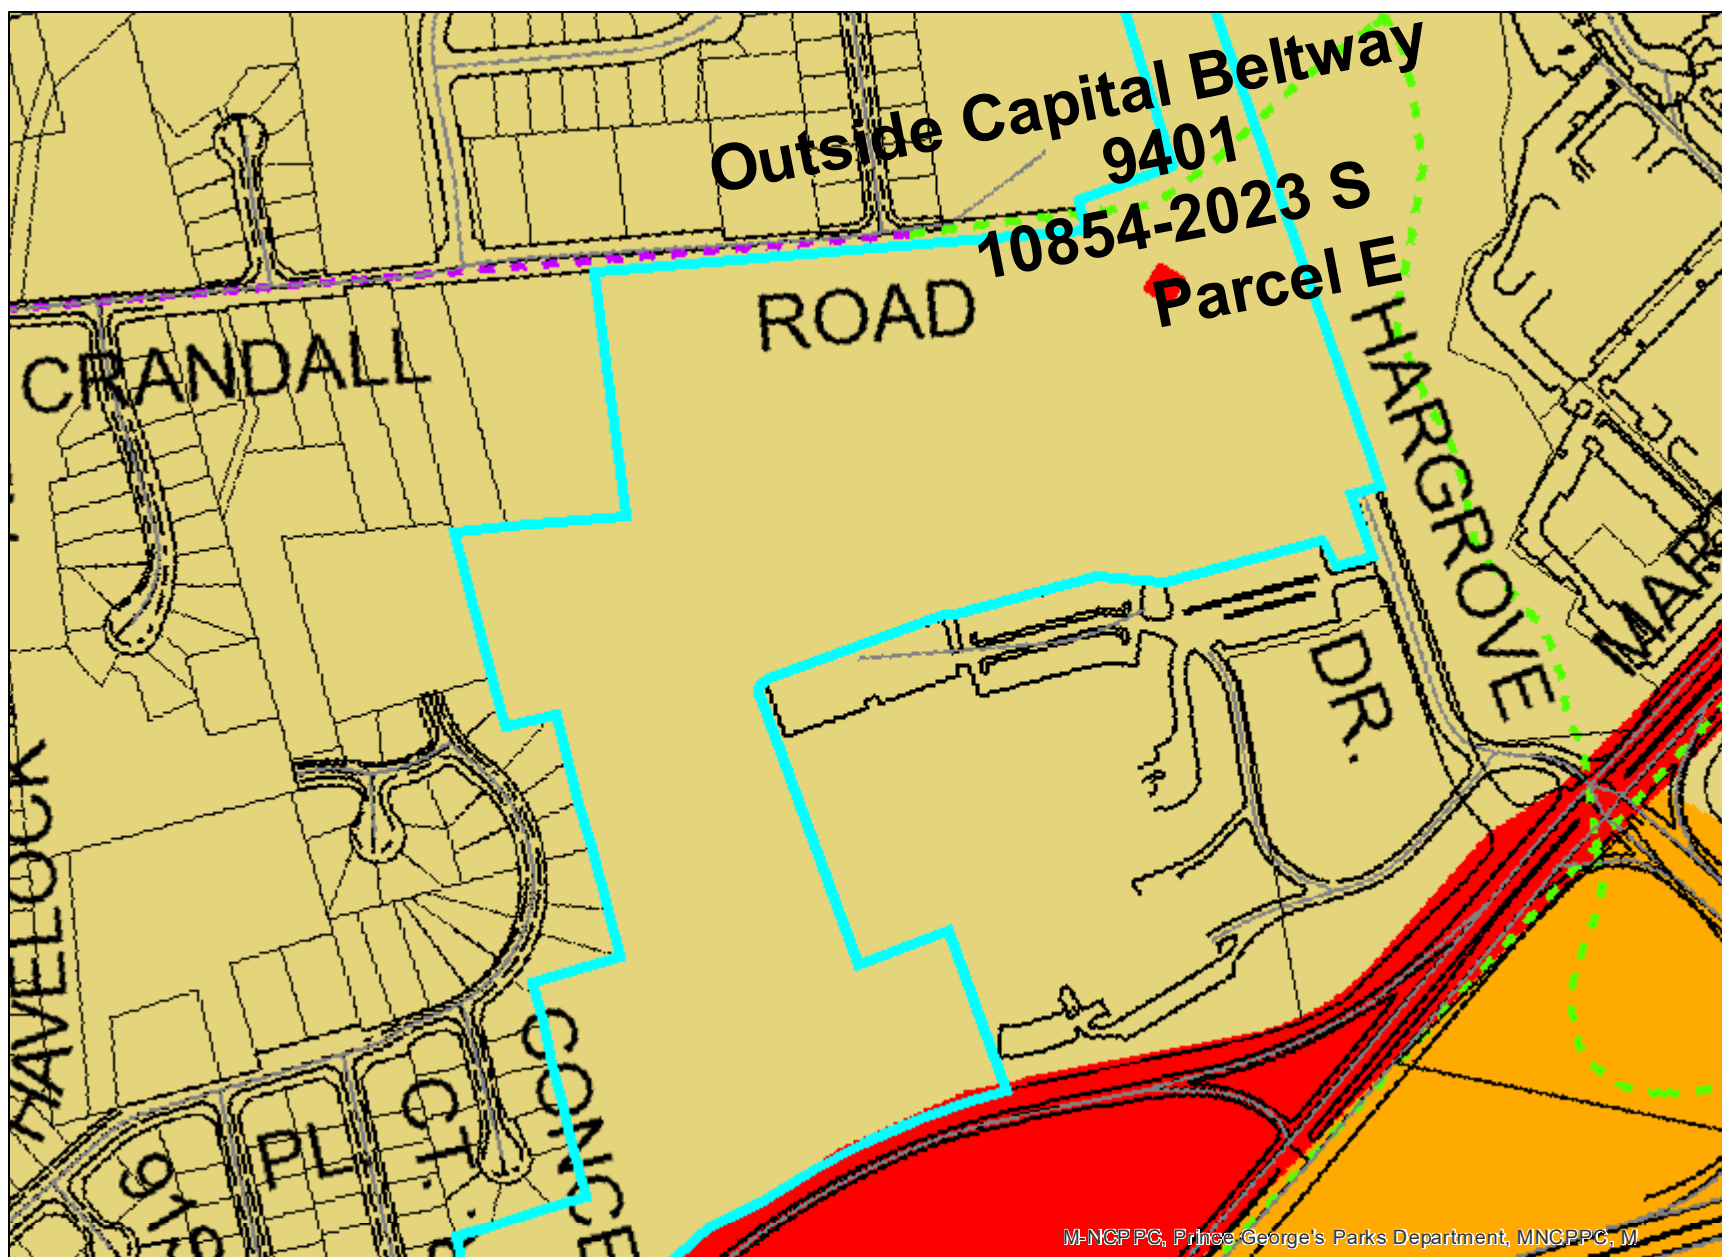 Outside Capital Beltway
9401
10854-2023 S
Parcel E
ROAD
CRANDALL
HARGROVE
DR.
HAVELOCK
PL
CT.
M-NCPPC, Prince George's Parks Department, MNCPPC, M